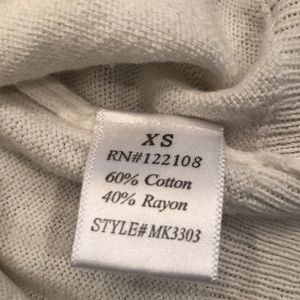 XS
RN#122108
60% Cotton
40% Rayon
STYLE# MK3303